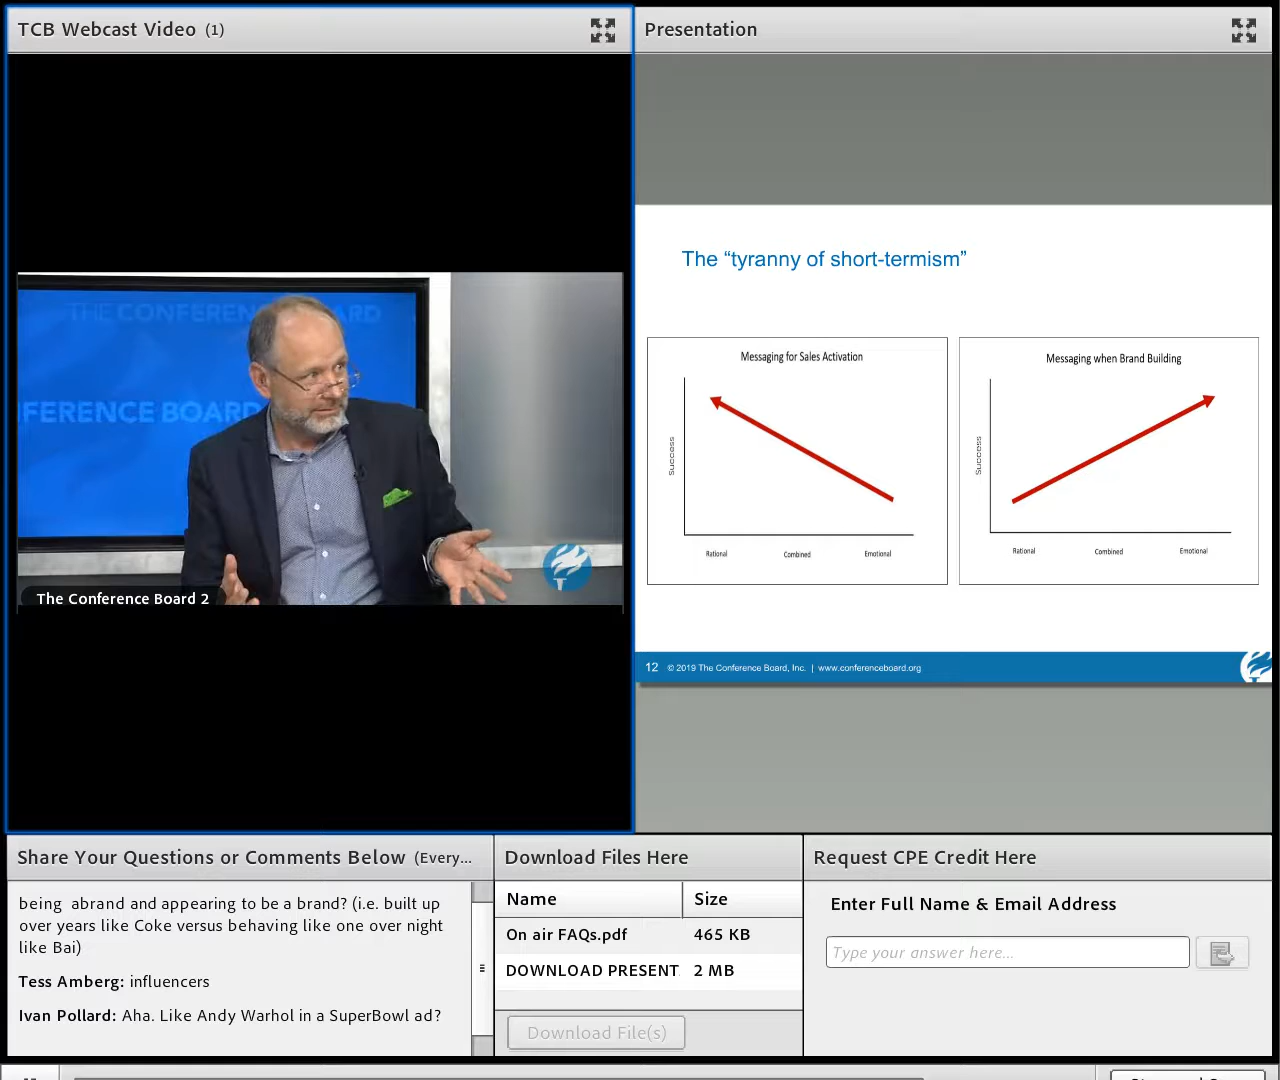 TCB Webcast Video (1)
Presentation
THE CONFERENCE BOARD
NFERENCE BOARD
The Conference Board 2
The “tyranny of short-termism”
Messaging for Sales Activation
Success
Rational Combined Emotional
Messaging when Brand Building
Success
Rational Combined Emotional
12 © 2019 The Conference Board, Inc. | www.conferenceboard.org
Share Your Questions or Comments Below (Every...
being abrand and appearing to be a brand? (i.e. built up
over years like Coke versus behaving like one over night
like Bai)
Tess Amberg: influencers
Ivan Pollard: Aha. Like Andy Warhol in a SuperBowl ad?
Download Files Here
Name Size
On air FAQs.pdf 465 KB
DOWNLOAD PRESENT 2 MB
Download File(s)
Request CPE Credit Here
Enter Full Name & Email Address
Type your answer here...